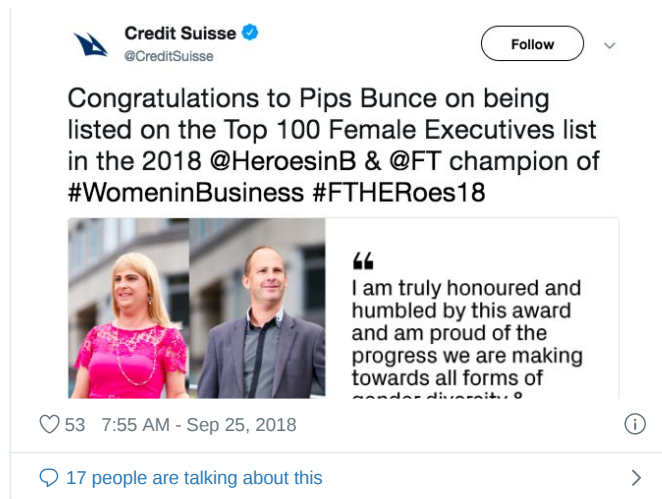 Credit Suisse
@CreditSuisse
Follow
Congratulations to Pips Bunce on being
listed on the Top 100 Female Executives list
in the 2018 @HeroesinB & @FT champion of
#WomeninBusiness #FTHERoes18
“
I am truly honoured and
humbled by this award
and am proud of the
progress we are making
towards all forms of
gender diversity &
53 7:55 AM - Sep 25, 2018
17 people are talking about this